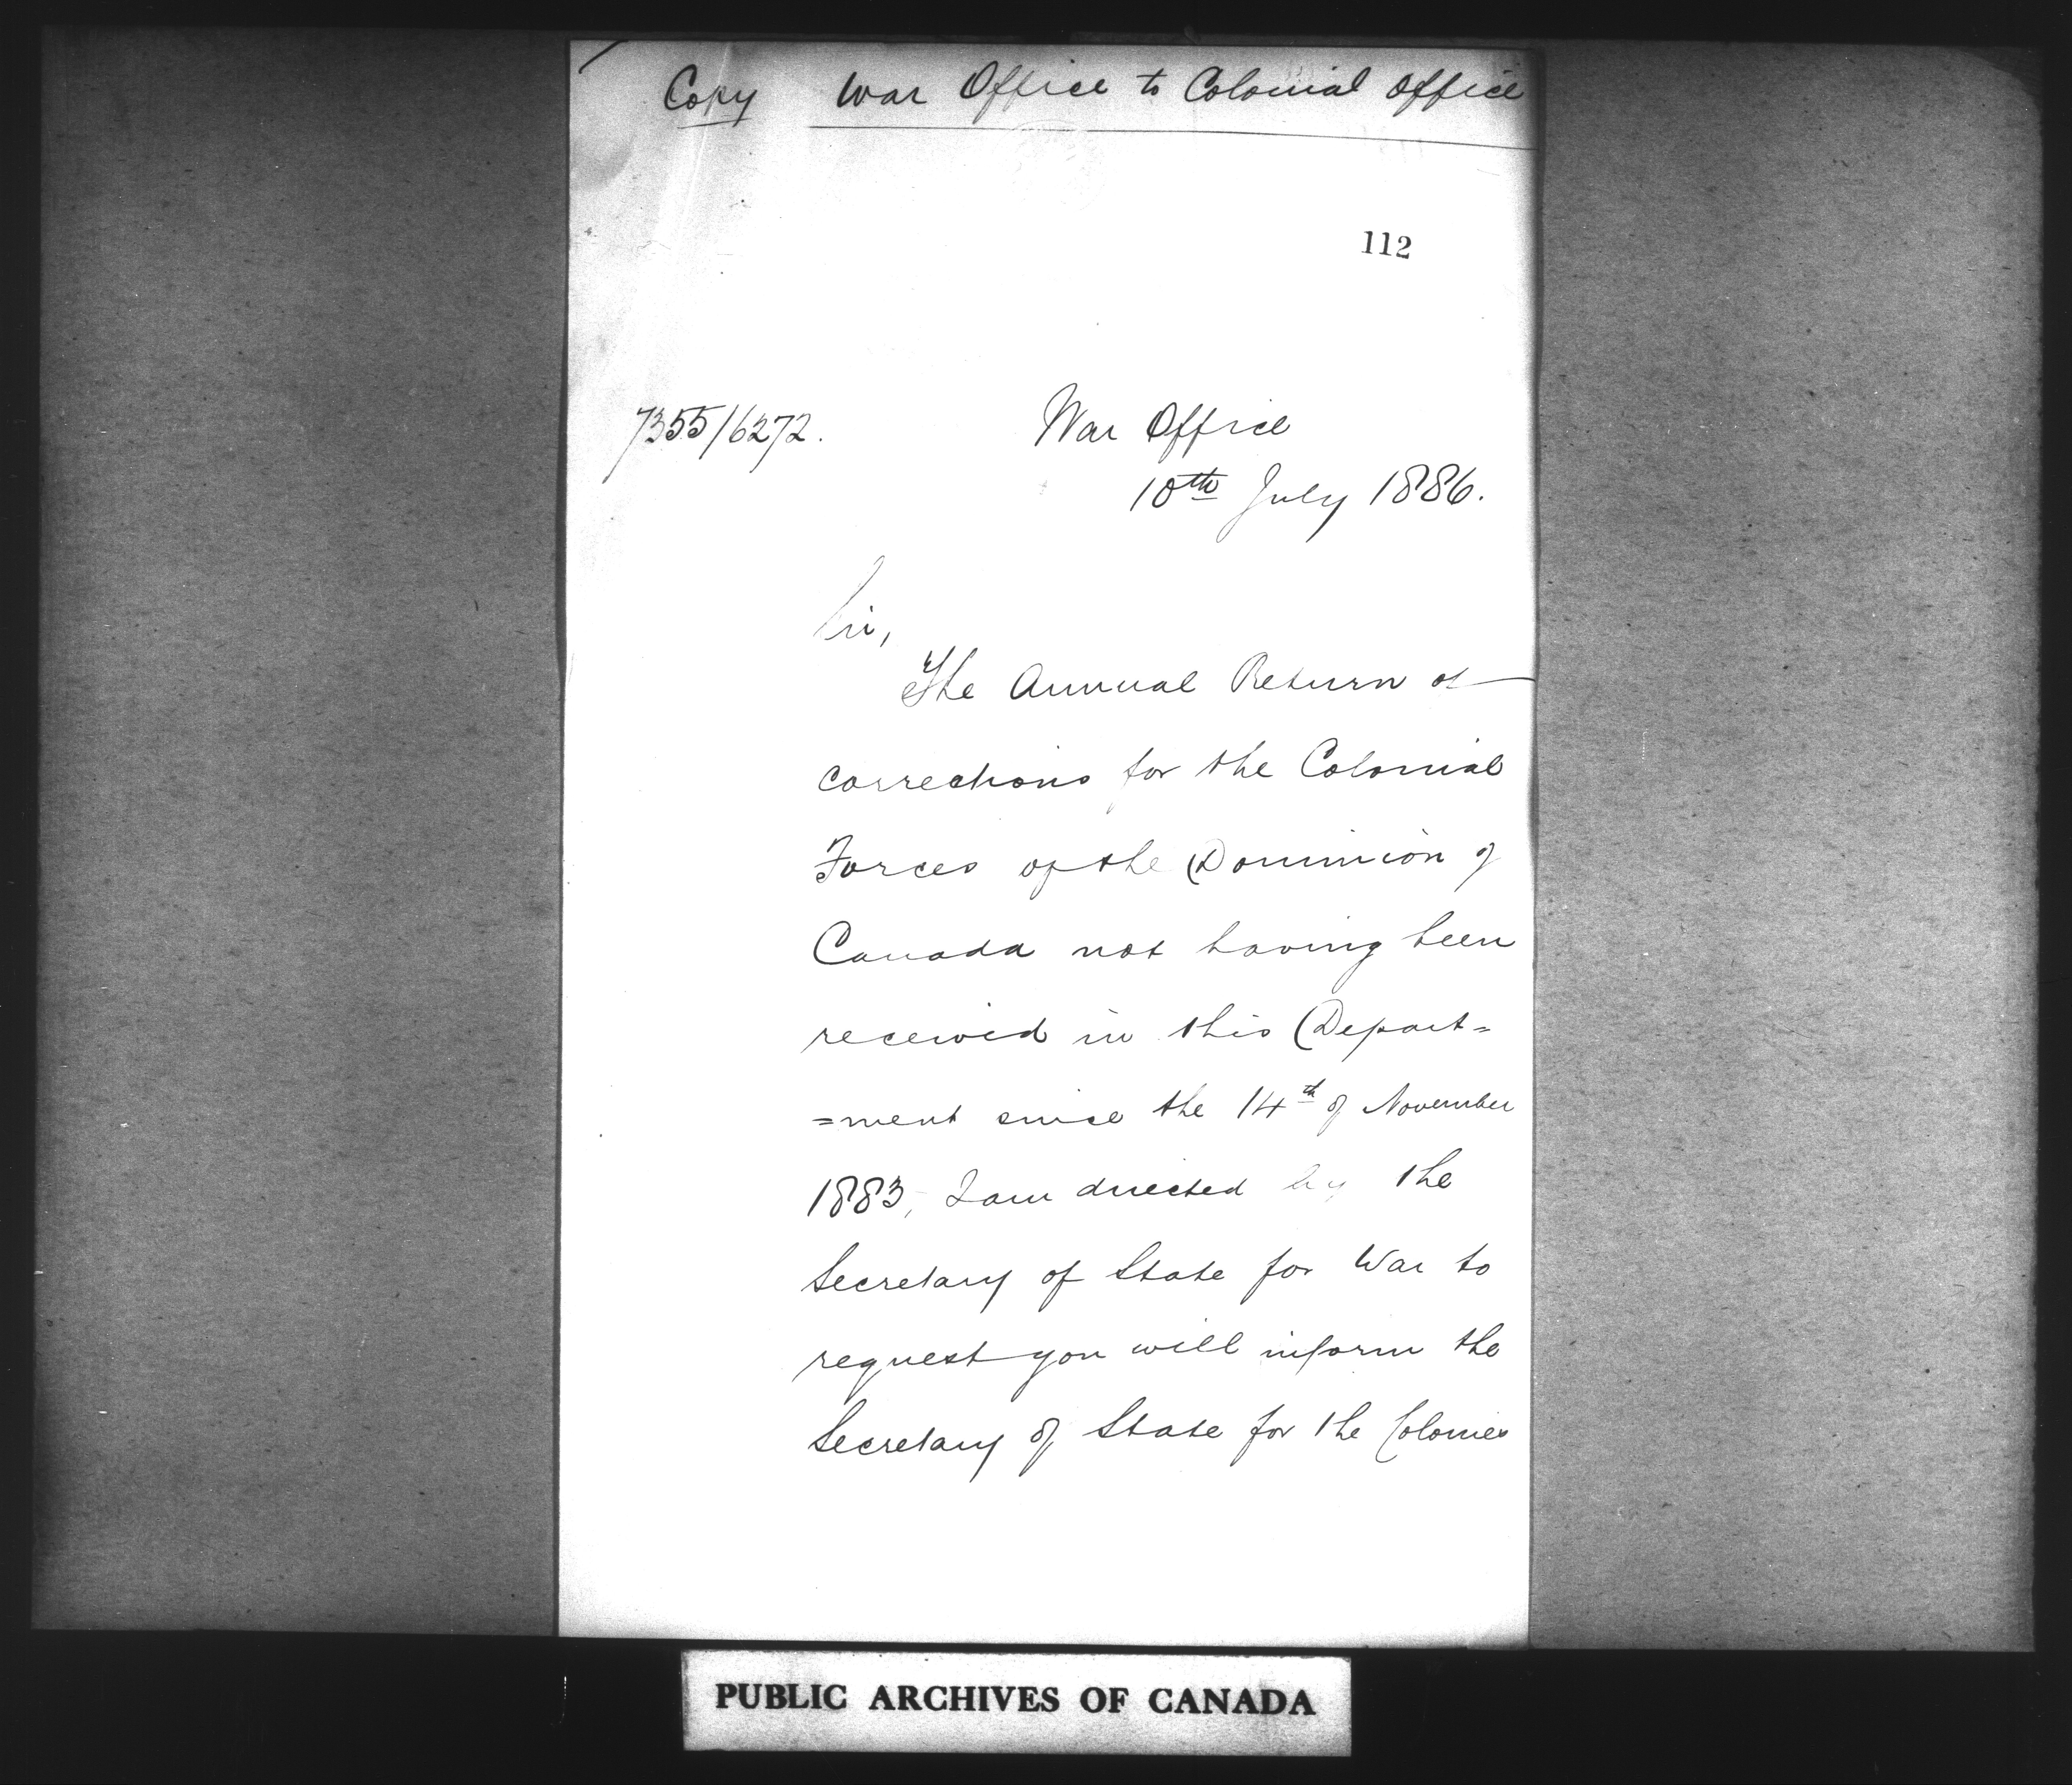 Copy War Office to Colonial Office
112
7355/6272. War Office
10th July 1886.
Sir,
The Annual Return of
corrections for the Colonial
Forces of the Dominion of
Canada not having been
received in this Depart=
=ment since the 14th of November
1883, I am directed by the
Secretary of State for War to
request you will inform the
Secretary of State for the Colonies
PUBLIC ARCHIVES OF CANADA